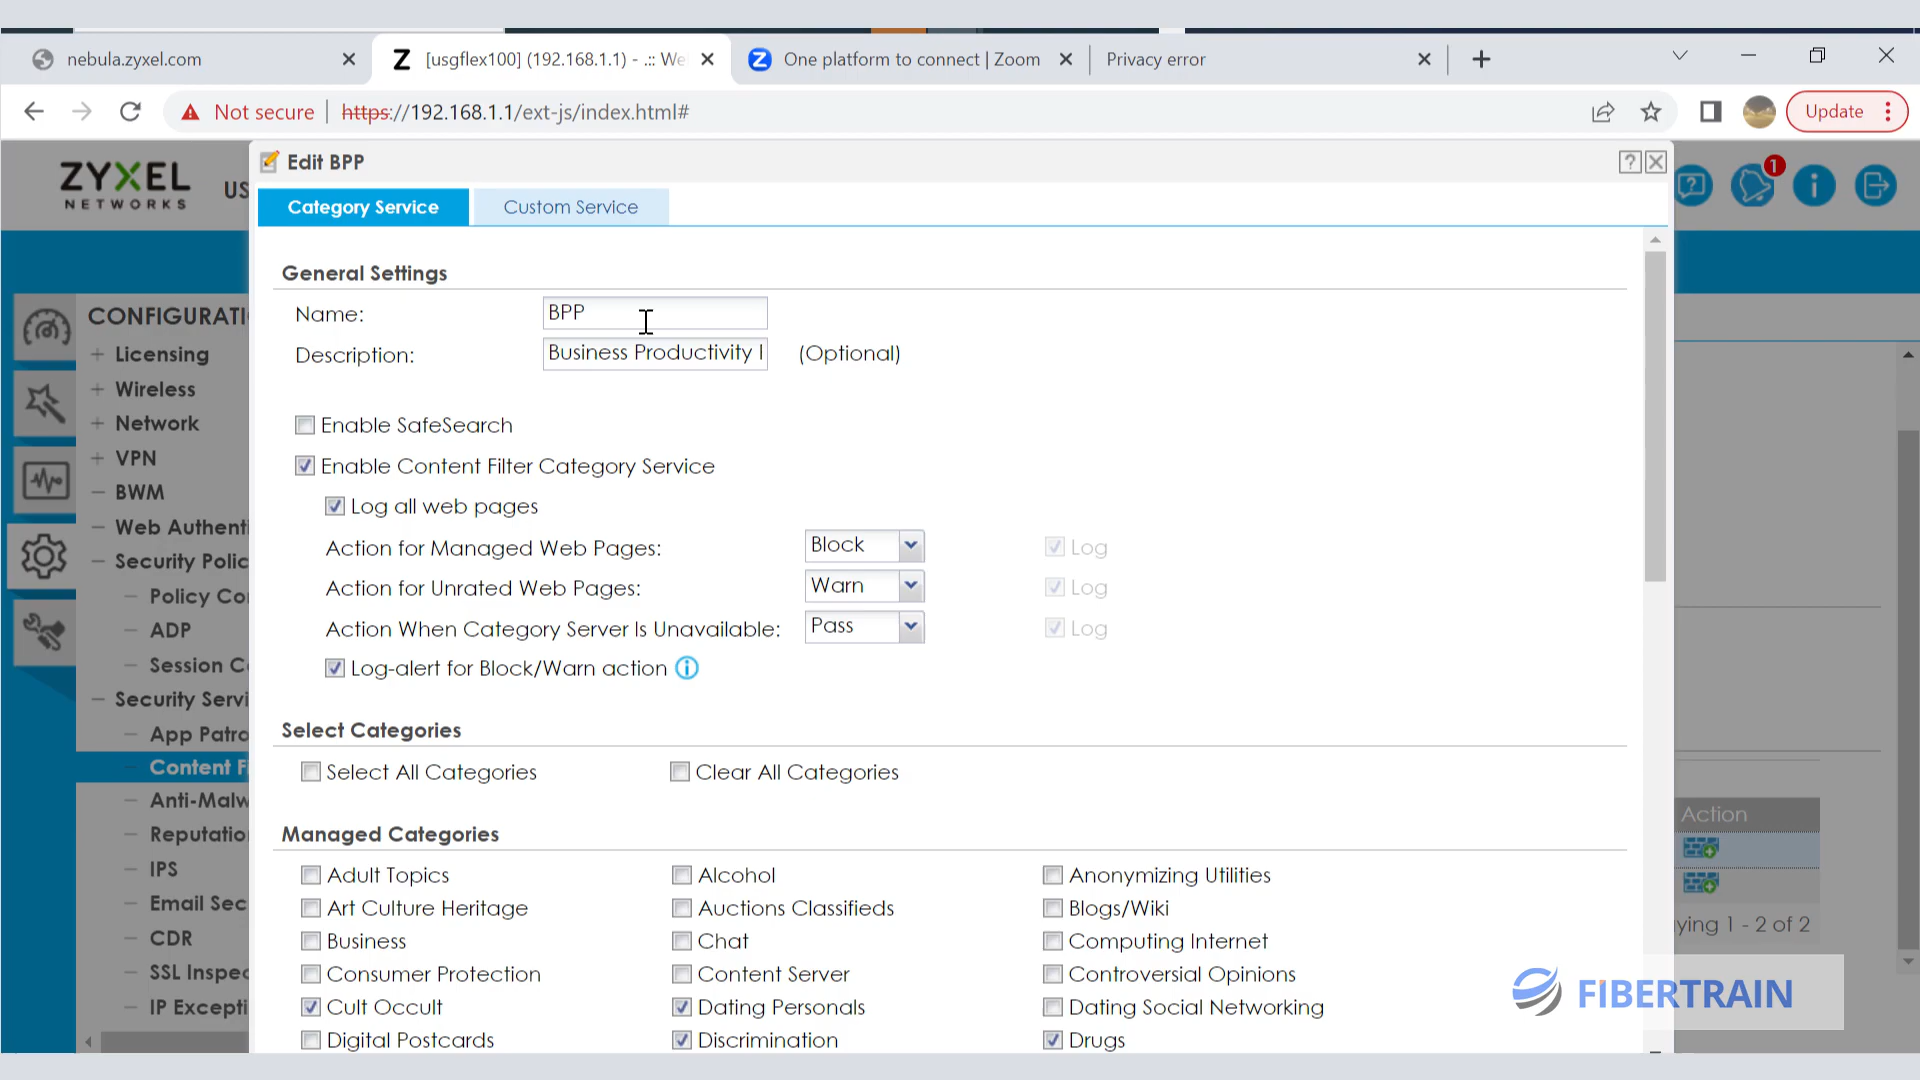 nebula.zyxel.com
[usgflex100] (192.168.1.1) - .:: We
One platform to connect | Zoom
Privacy error
Not secure | https://192.168.1.1/ext-js/index.html#
Update
ZYXEL
NETWORKS
US
1
Edit BPP
Category Service
Custom Service
General Settings
Name:
BPP
Description:
Business Productivity
(Optional)
Enable SafeSearch
Enable Content Filter Category Service
Log all web pages
Action for Managed Web Pages:
Block
Log
Action for Unrated Web Pages:
Warn
Log
Action When Category Server Is Unavailable:
Pass
Log
Log-alert for Block/Warn action
Select Categories
Select All Categories
Clear All Categories
Managed Categories
Adult Topics
Alcohol
Anonymizing Utilities
Art Culture Heritage
Auctions Classifieds
Blogs/Wiki
Business
Chat
Computing Internet
Consumer Protection
Content Server
Controversial Opinions
Cult Occult
Dating Personals
Dating Social Networking
Digital Postcards
Discrimination
Drugs
CONFIGURATI
Licensing
Wireless
Network
VPN
BWM
Web Authenti
Security Polic
Policy Co
ADP
Session C
Security Servi
App Patro
Content F
Anti-Malw
Reputatio
IPS
Email Sec
CDR
SSL Inspec
IP Excepti
Action
ying 1 - 2 of 2
FIBERTRAIN